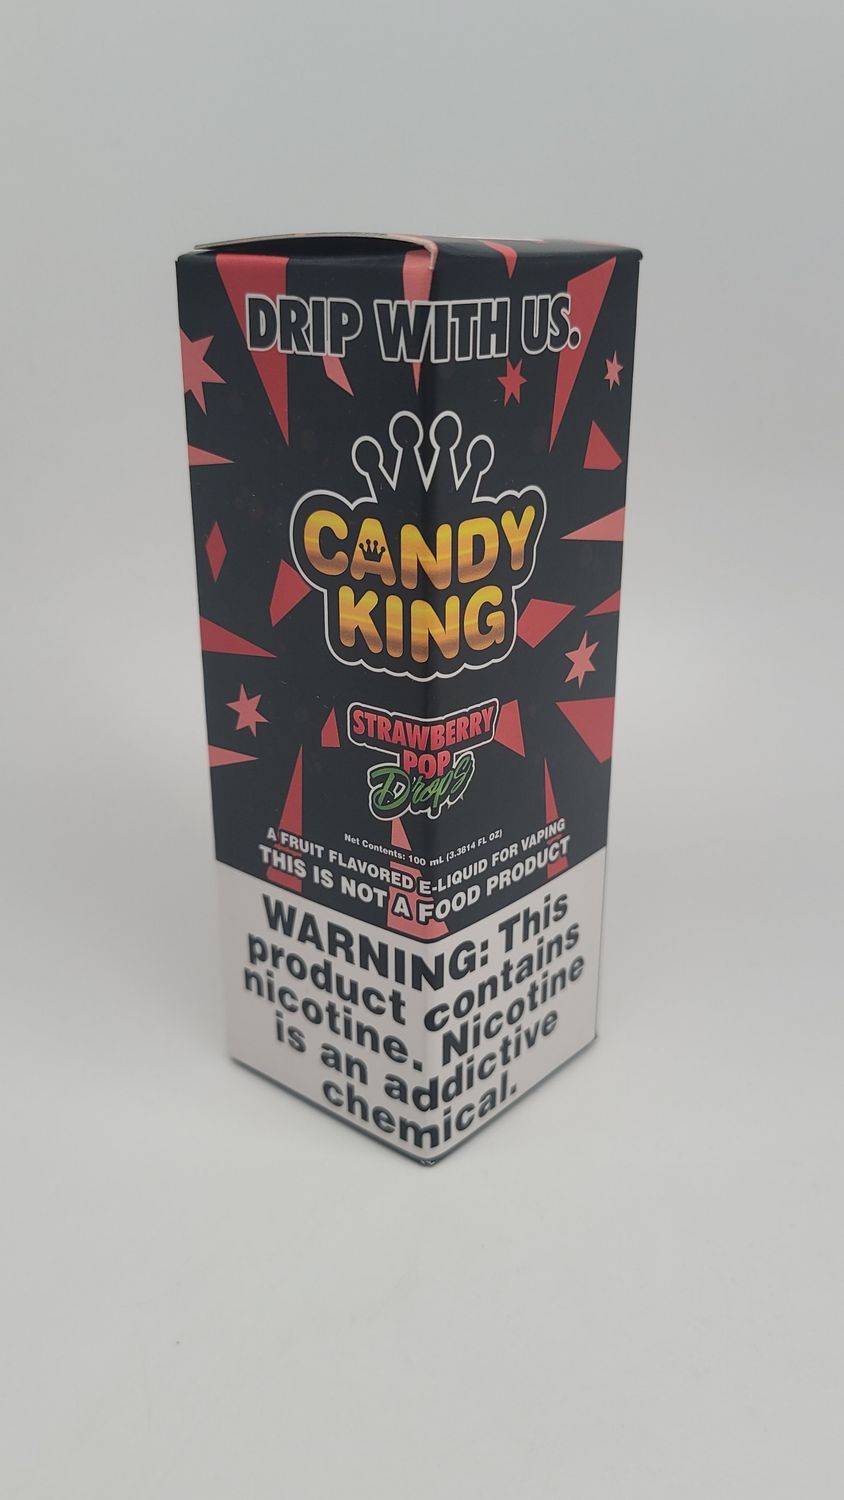 DRIP WITH US.
CANDY
KING
STRAWBERRY
POP
Drops
Net Contents: 100 mL (3.3814 FL OZ)
A FRUIT FLAVORED E-LIQUID FOR VAPING
THIS IS NOT A FOOD PRODUCT
WARNING: This
product contains
nicotine. Nicotine
is an addictive
chemical.